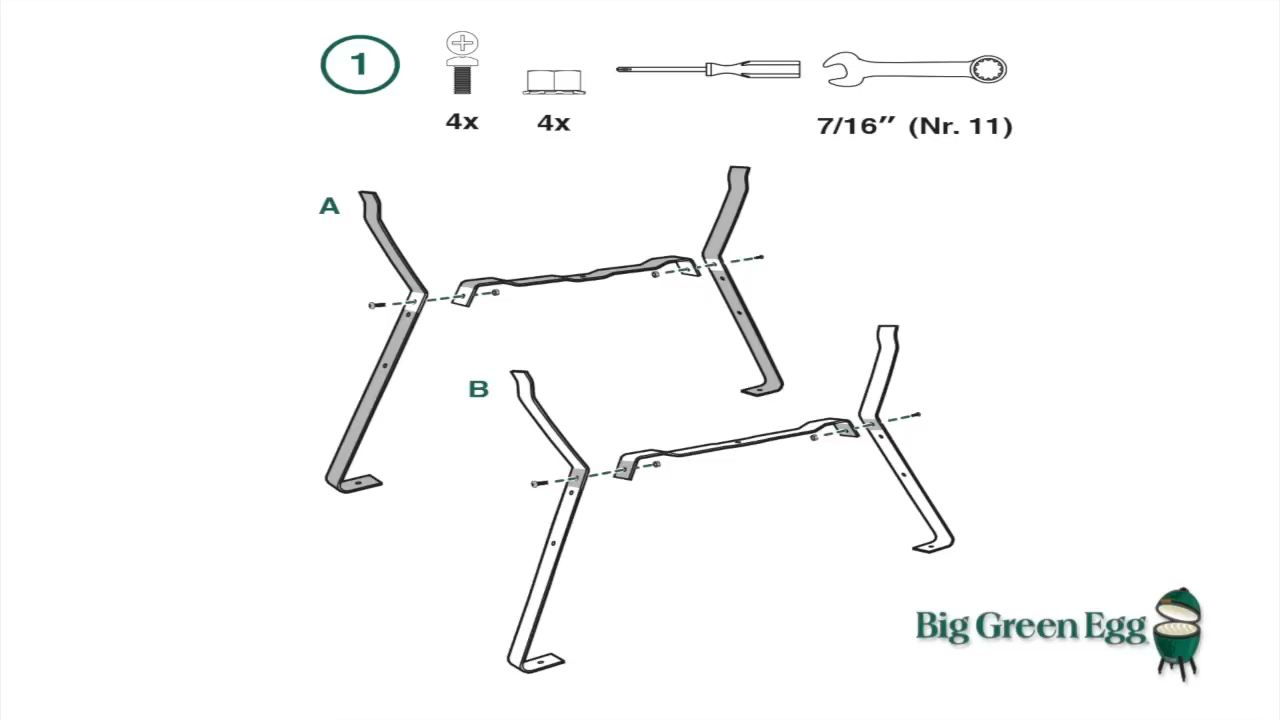 1
4x
4x
7/16″ (Nr. 11)
A
B
Big Green Egg